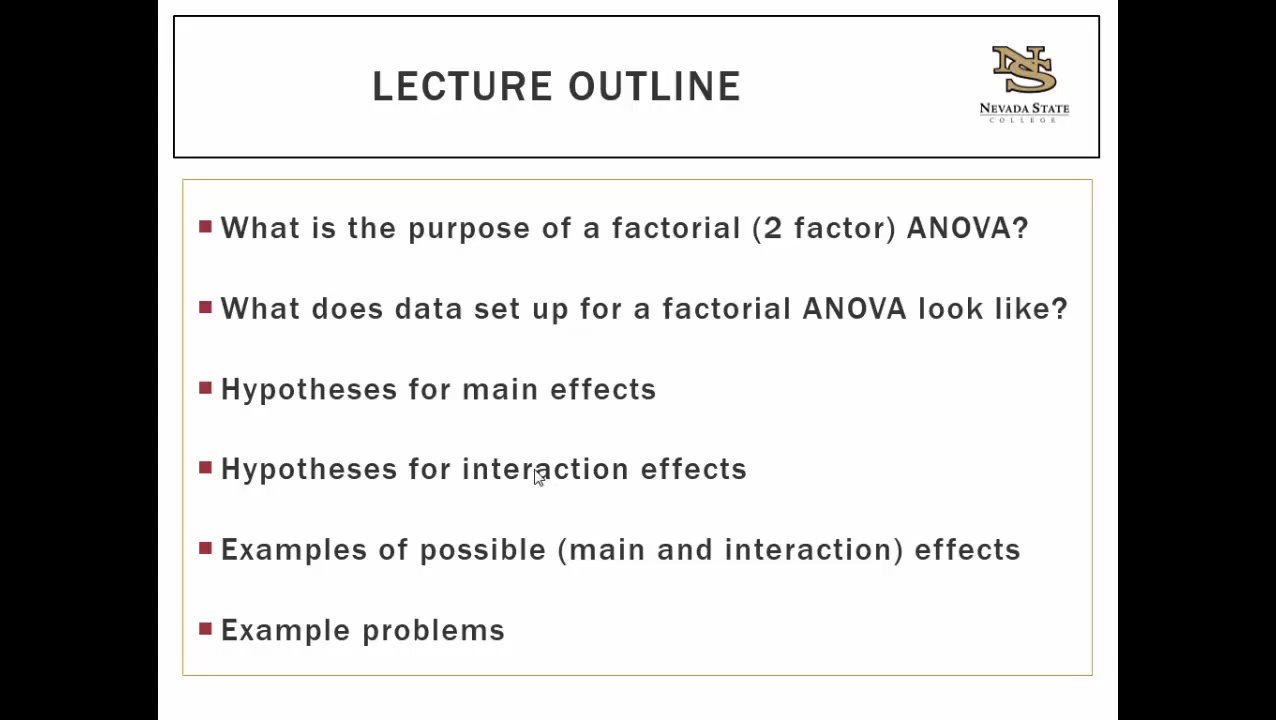 LECTURE OUTLINE
NS
NEVADA STATE
COLLEGE
What is the purpose of a factorial (2 factor) ANOVA?
What does data set up for a factorial ANOVA look like?
Hypotheses for main effects
Hypotheses for interaction effects
Examples of possible (main and interaction) effects
Example problems